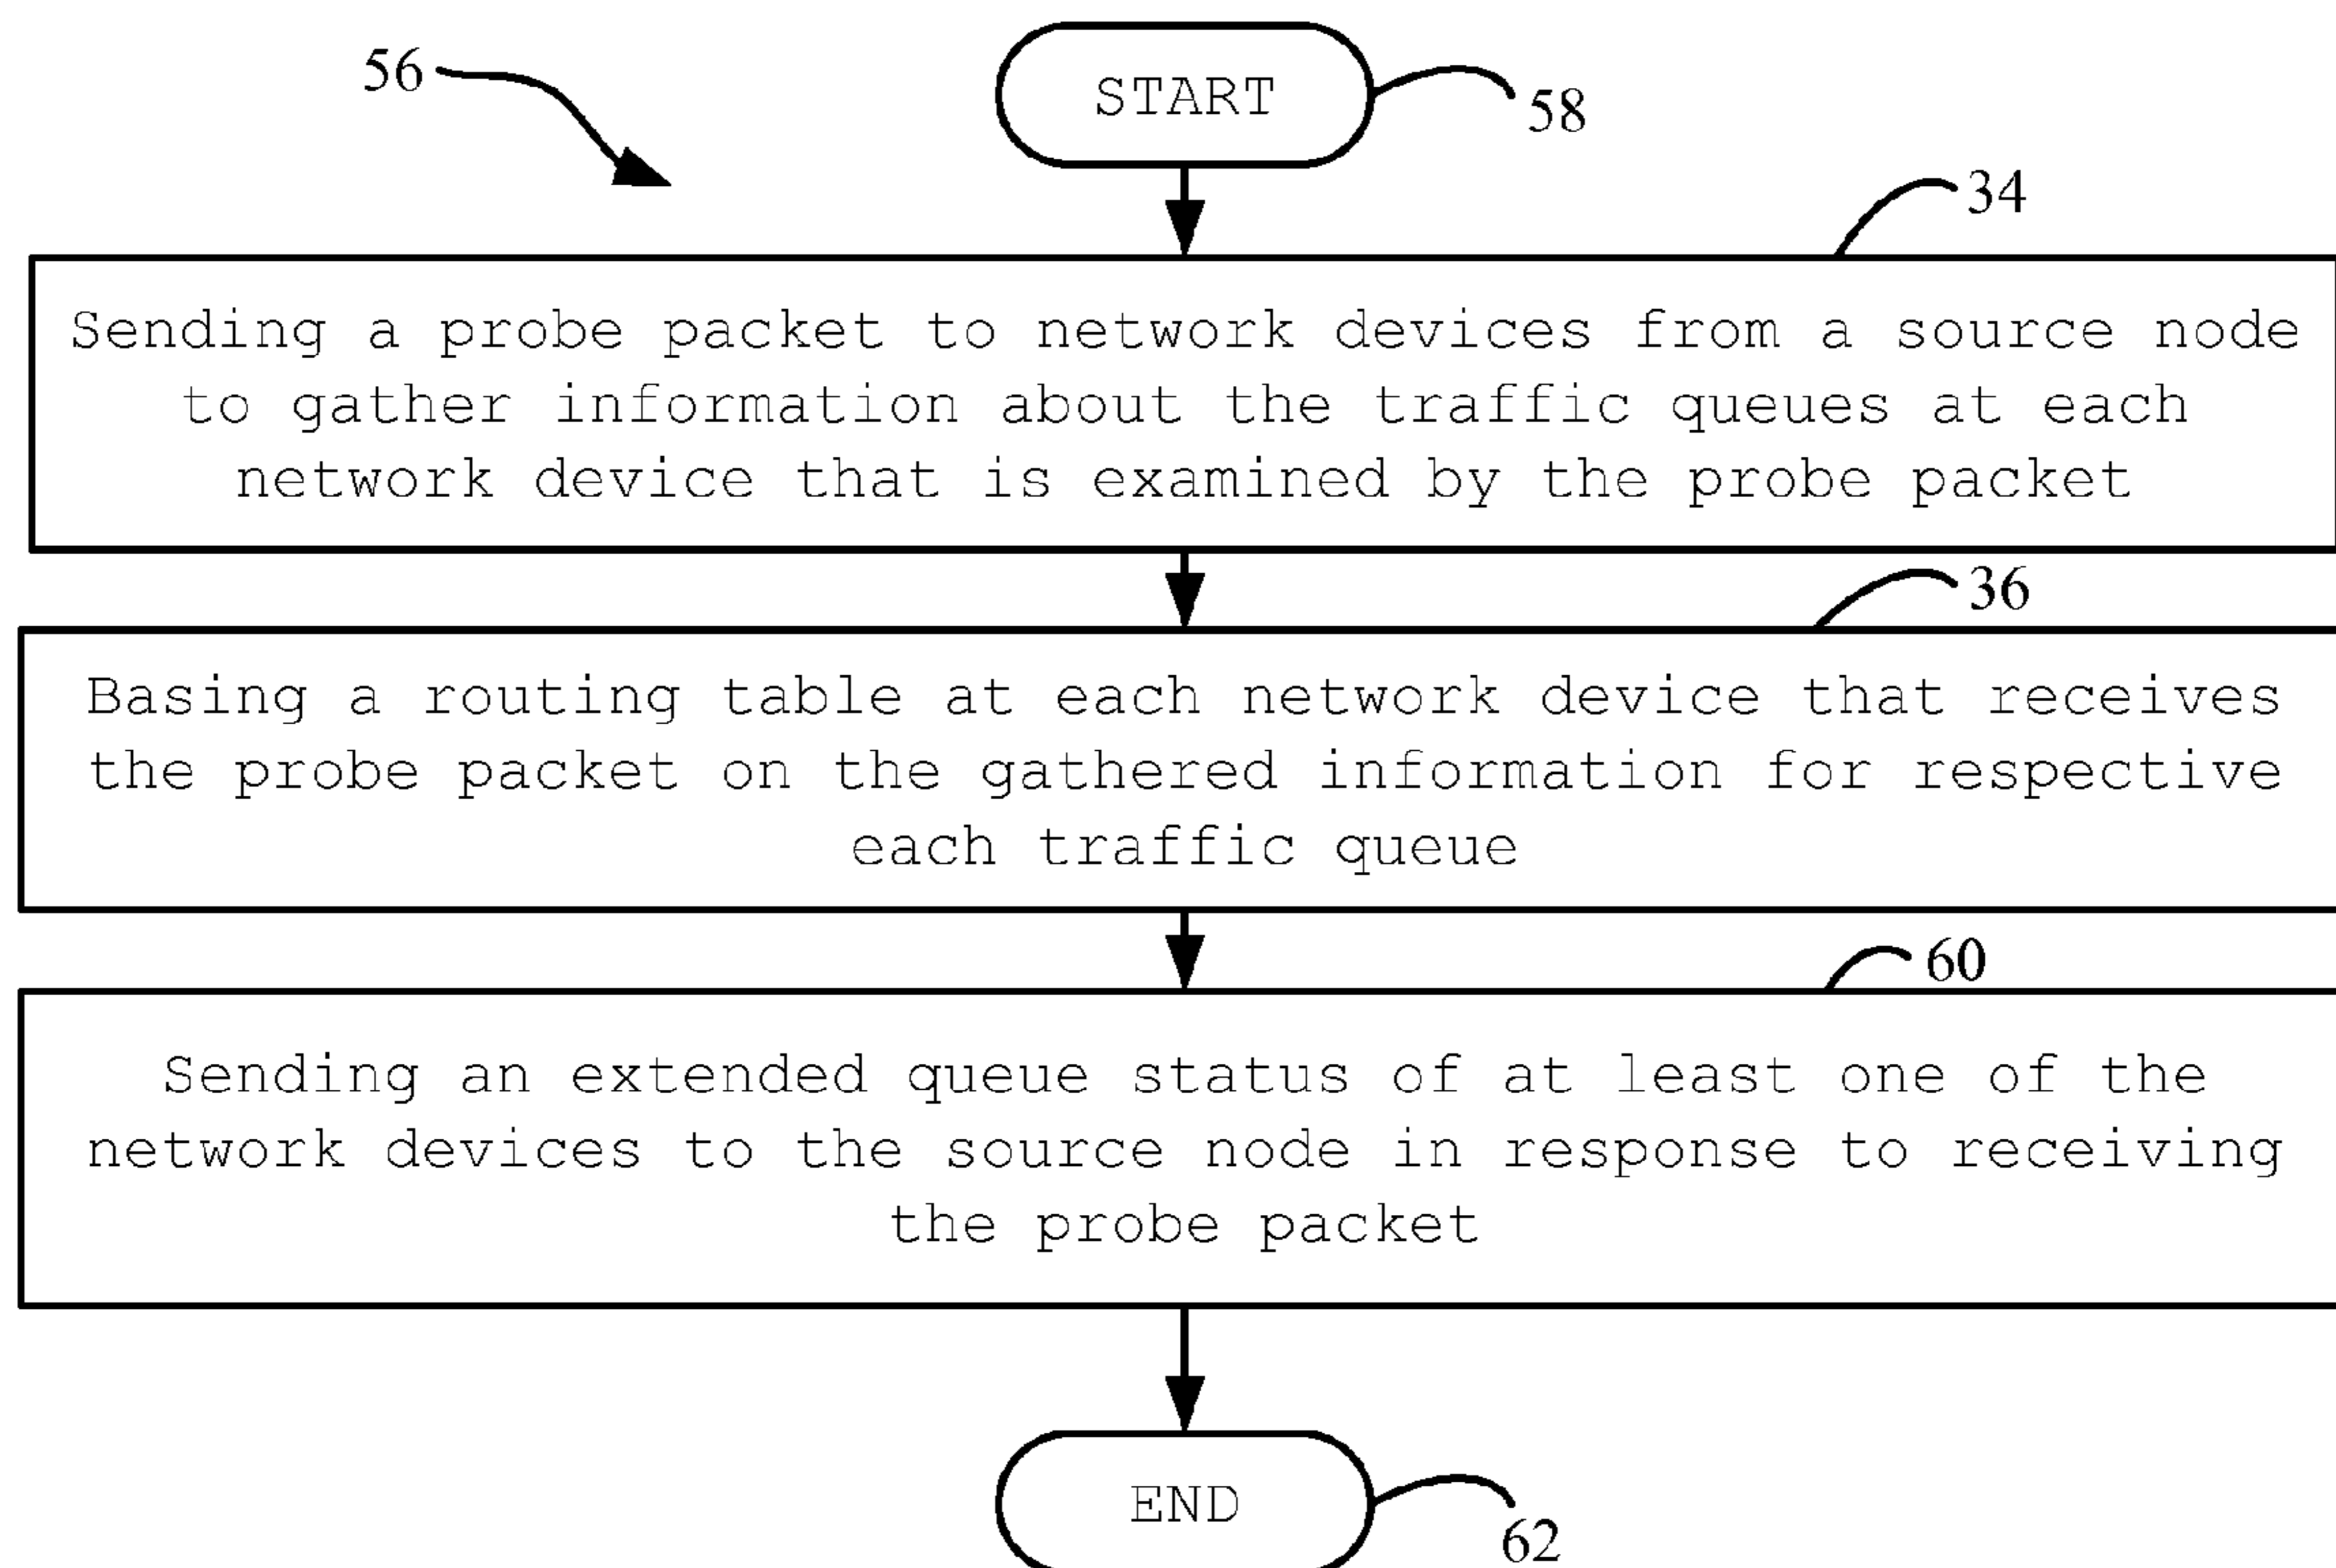 56
START
58
34
Sending a probe packet to network devices from a source node
to gather information about the traffic queues at each
network device that is examined by the probe packet
36
Basing a routing table at each network device that receives
the probe packet on the gathered information for respective
each traffic queue
60
Sending an extended queue status of at least one of the
network devices to the source node in response to receiving
the probe packet
END
62